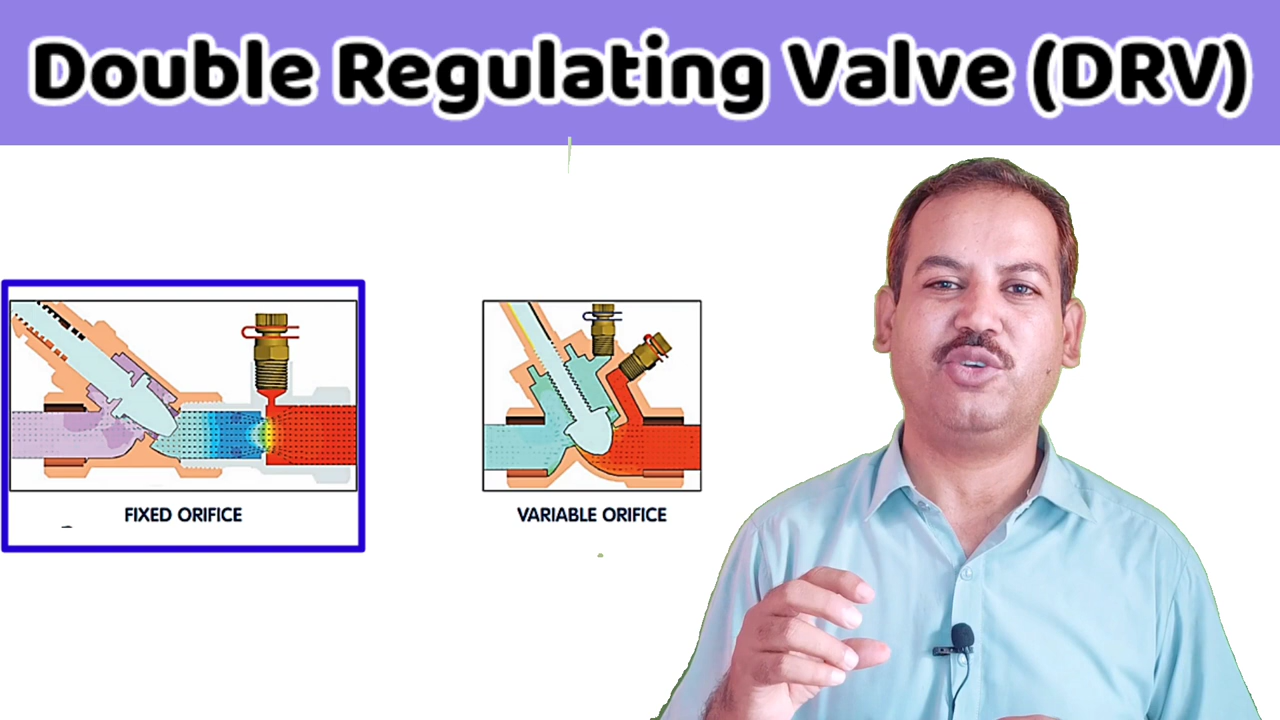 Double Regulating Valve (DRV)
FIXED ORIFICE
VARIABLE ORIFICE